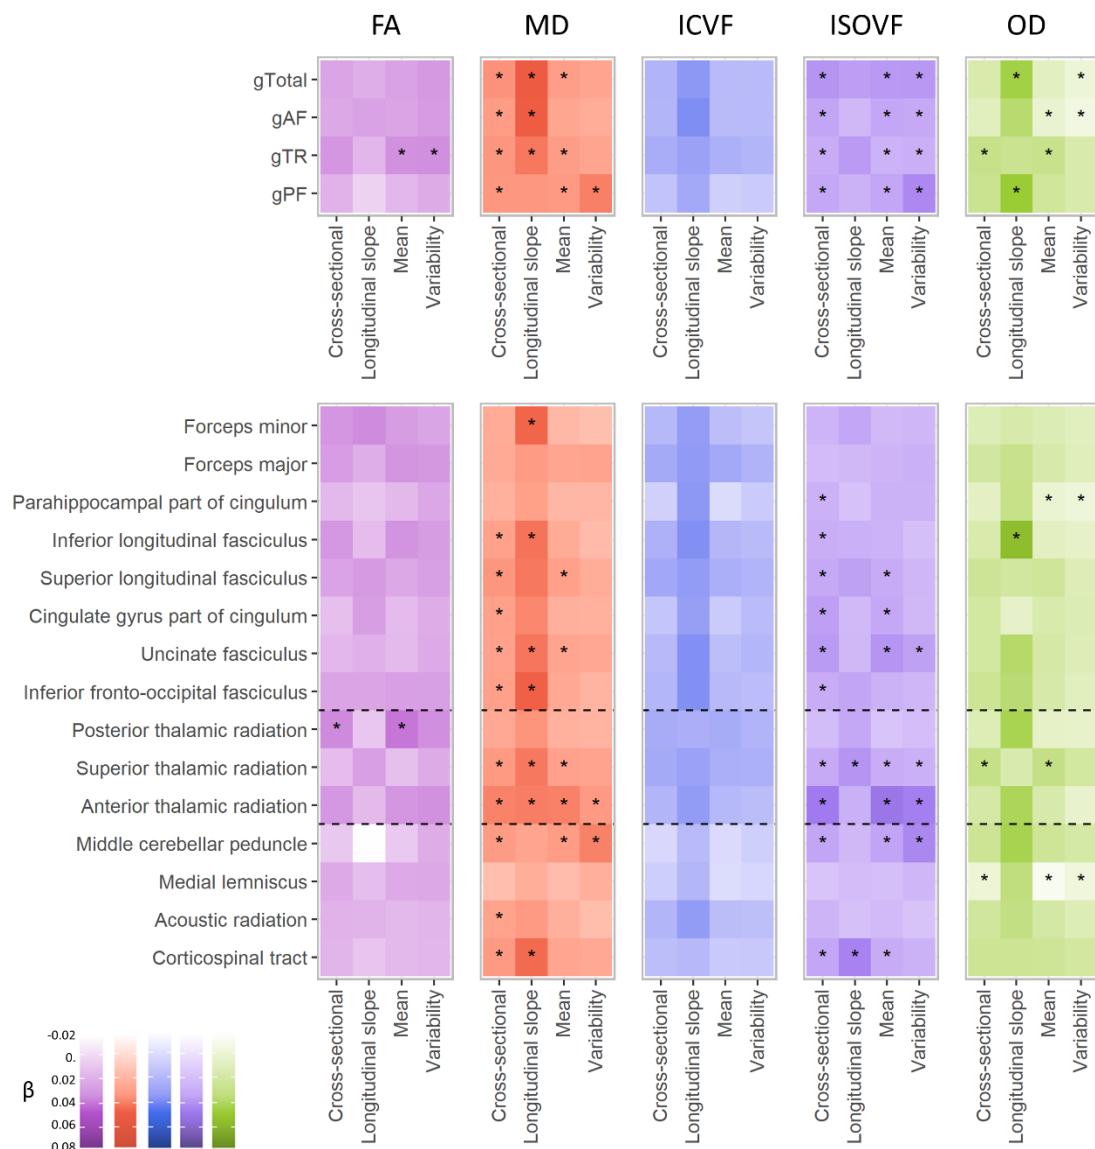 FA MD ICVF ISOVF OD
gTotal * * * * * * * *
gAF * * * * * * *
gTR * * * * * * * * * *
gPF * * * * * * *
Cross-sectional Longitudinal slope Mean Variability Cross-sectional Longitudinal slope Mean Variability Cross-sectional Longitudinal slope Mean Variability Cross-sectional Longitudinal slope Mean Variability Cross-sectional Longitudinal slope Mean Variability
Forceps minor *
Forceps major
Parahippocampal part of cingulum * * *
Inferior longitudinal fasciculus * * * *
Superior longitudinal fasciculus * * * *
Cingulate gyrus part of cingulum * * *
Uncinate fasciculus * * * * * *
Inferior fronto-occipital fasciculus * * *
Posterior thalamic radiation * *
Superior thalamic radiation * * * * * * * * *
Anterior thalamic radiation * * * * * * *
Middle cerebellar peduncle * * * * * *
Medial lemniscus * * *
Acoustic radiation *
Corticospinal tract * * * * *
Cross-sectional Longitudinal slope Mean Variability Cross-sectional Longitudinal slope Mean Variability Cross-sectional Longitudinal slope Mean Variability Cross-sectional Longitudinal slope Mean Variability Cross-sectional Longitudinal slope Mean Variability
-0.02
0.
0.02
β
0.04
0.06
0.08